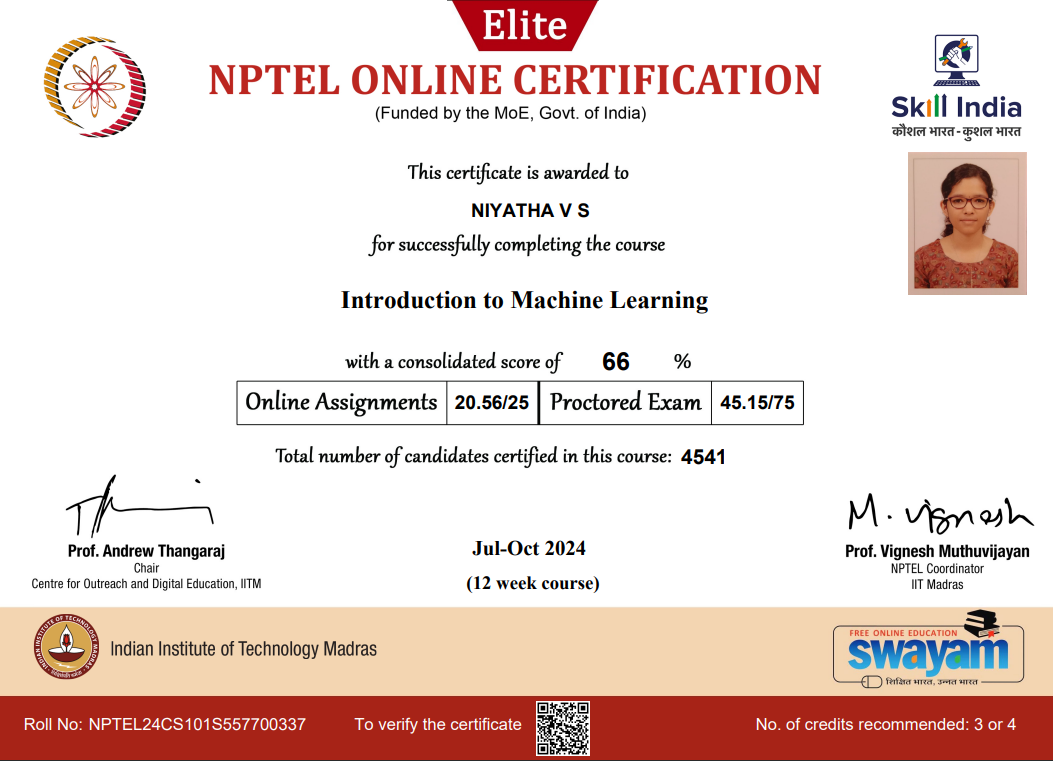 Elite
NPTEL ONLINE CERTIFICATION
(Funded by the MoE, Govt. of India)
Skill India
कौशल भारत - कुशल भारत
This certificate is awarded to
NIYATHA V S
for successfully completing the course
Introduction to Machine Learning
with a consolidated score of 66 %
Online Assignments 20.56/25 Proctored Exam 45.15/75
Total number of candidates certified in this course: 4541
M. Vignesh
Prof. Andrew Thangaraj
Chair
Centre for Outreach and Digital Education, IITM
Jul-Oct 2024
(12 week course)
Prof. Vignesh Muthuvijayan
NPTEL Coordinator
IIT Madras
INDIAN INSTITUTE OF TECHNOLOGY MADRAS
Indian Institute of Technology Madras
FREE ONLINE EDUCATION
swayam
शिक्षित भारत, उन्नत भारत
Roll No: NPTEL24CS101S557700337
To verify the certificate
No. of credits recommended: 3 or 4